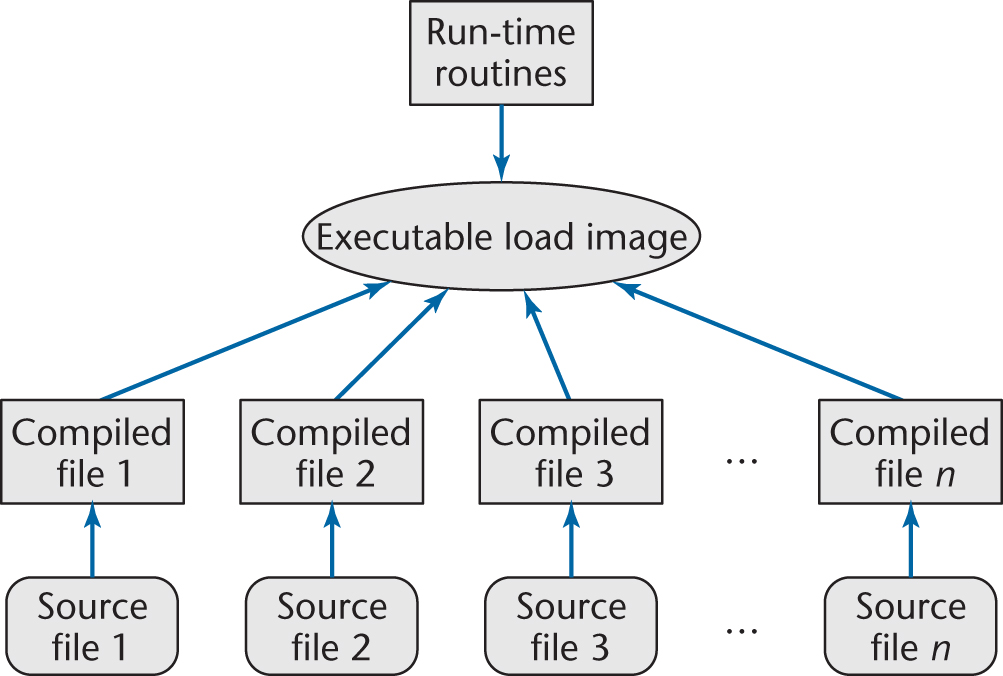 Run-time
routines
Executable load image
Compiled
file 1
Compiled
file 2
Compiled
file 3
...
Compiled
file n
Source
file 1
Source
file 2
Source
file 3
...
Source
file n